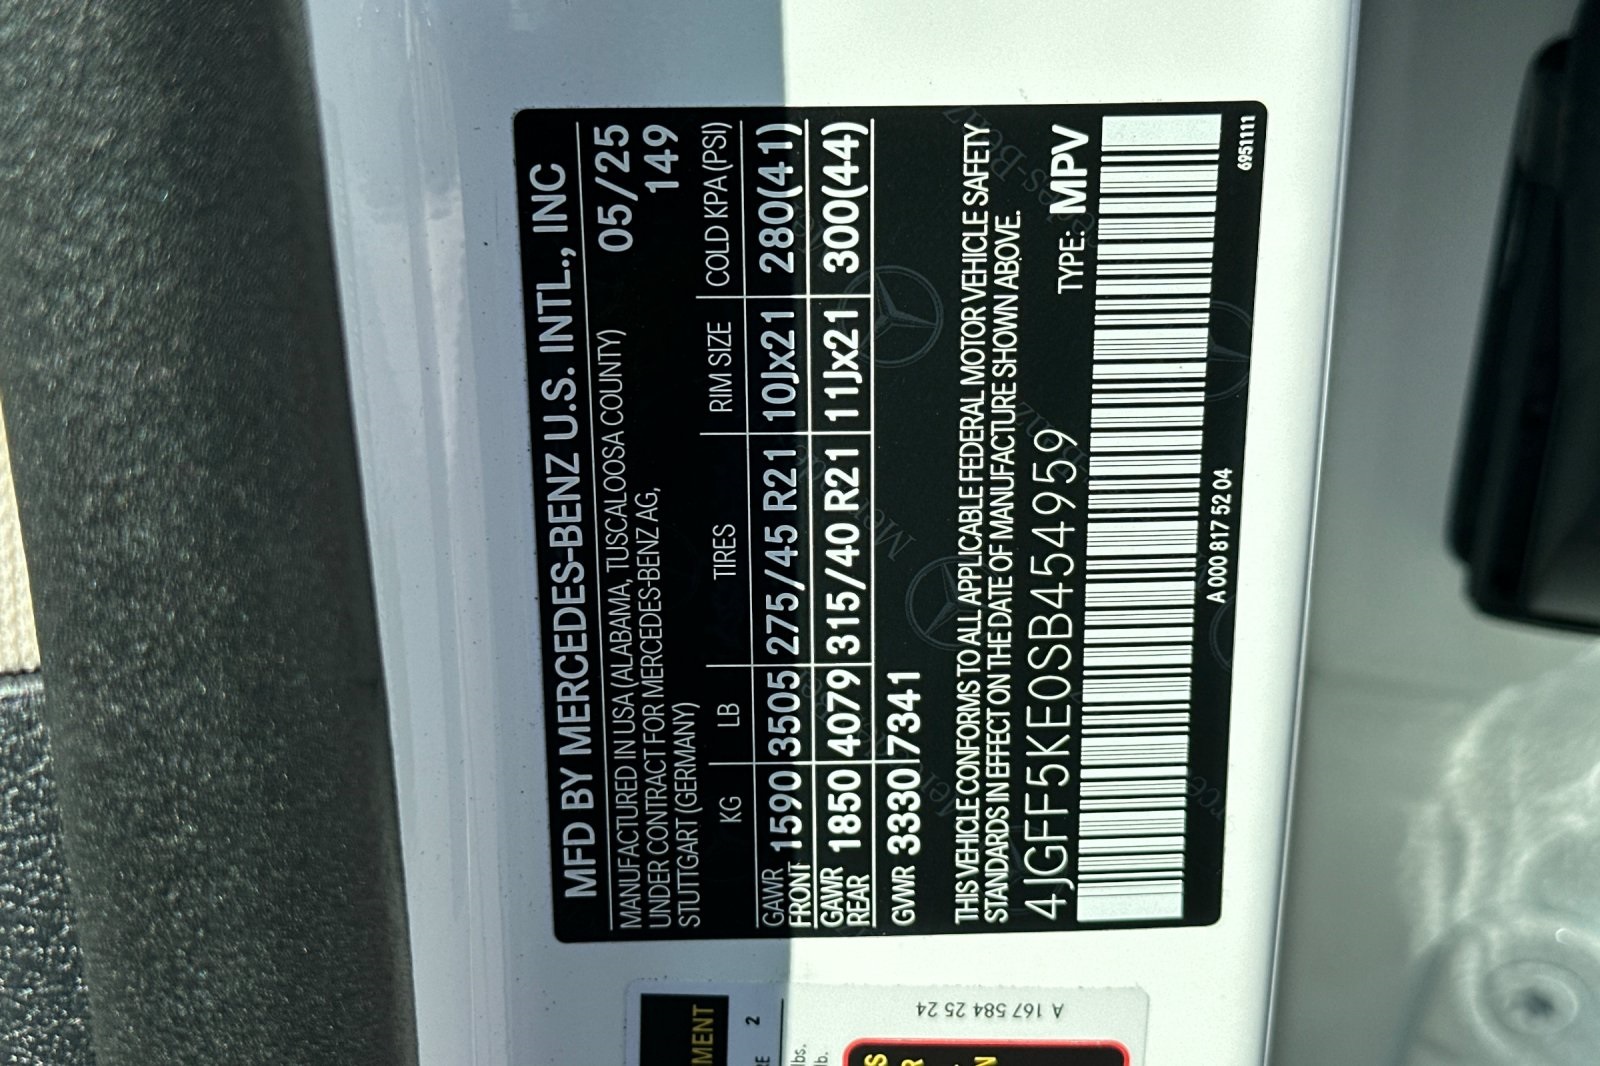 MFD BY MERCEDES-BENZ U.S. INTL., INC
MANUFACTURED IN USA (ALABAMA, TUSCALOOSA COUNTY) 05/25
UNDER CONTRACT FOR MERCEDES-BENZ AG, 149
STUTTGART (GERMANY)
KG LB TIRES RIM SIZE COLD KPA (PSI)
GAWR FRONT 1590 3505 275/45 R21 10Jx21 280(41)
GAWR REAR 1850 4079 315/40 R21 11Jx21 300(44)
GVWR 3330 7341
THIS VEHICLE CONFORMS TO ALL APPLICABLE FEDERAL MOTOR VEHICLE SAFETY
STANDARDS IN EFFECT ON THE DATE OF MANUFACTURE SHOWN ABOVE.
4JGFF5KE0SB454959 TYPE: MPV
A 000 817 52 04 6951111
A 167 584 25 24
2
lbs.
lb.